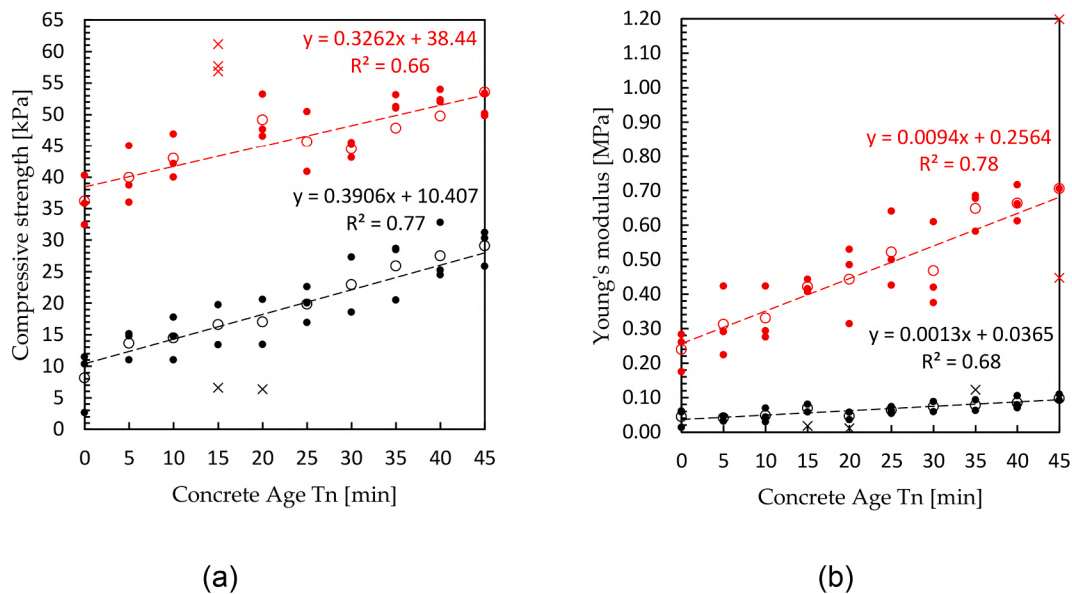 65
60
55
50
45
40
35
30
25
20
15
10
5
0
Compressive strength [kPa]
y = 0.3262x + 38.44
R² = 0.66
y = 0.3906x + 10.407
R² = 0.77
0 5 10 15 20 25 30 35 40 45
Concrete Age Tn [min]
(a)
1.20
1.10
1.00
0.90
0.80
0.70
0.60
0.50
0.40
0.30
0.20
0.10
0.00
Young's modulus [MPa]
y = 0.0094x + 0.2564
R² = 0.78
y = 0.0013x + 0.0365
R² = 0.68
0 5 10 15 20 25 30 35 40 45
Concrete Age Tn [min]
(b)